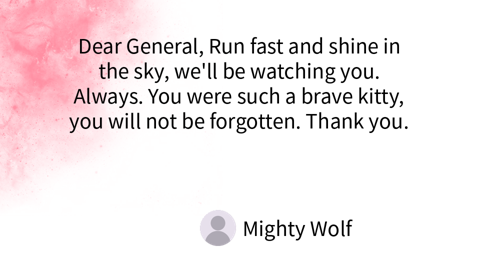 Dear General, Run fast and shine in
the sky, we'll be watching you.
Always. You were such a brave kitty,
you will not be forgotten. Thank you.
Mighty Wolf